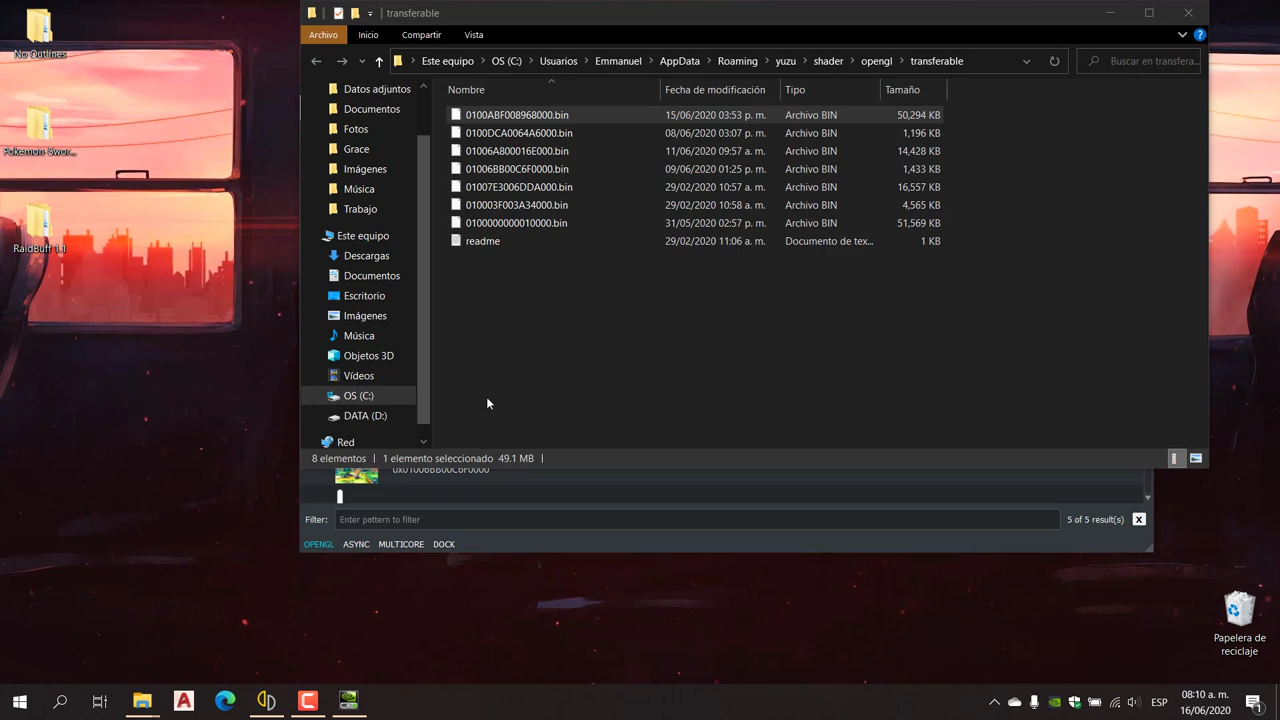 No Outlines
Pokemon-Swor...
RaidBuff 1.1
transferable
Archivo Inicio Compartir Vista
Este equipo OS (C:) Usuarios Emmanuel AppData Roaming yuzu shader opengl transferable
Buscar en transfera...
Nombre Fecha de modificación Tipo Tamaño
Datos adjuntos
Documentos
Fotos
Grace
Imágenes
Música
Trabajo
Este equipo
Descargas
Documentos
Escritorio
Imágenes
Música
Objetos 3D
Vídeos
OS (C:)
DATA (D:)
Red
0100ABF008968000.bin 15/06/2020 03:53 p. m. Archivo BIN 50,294 KB
0100DCA0064A6000.bin 08/06/2020 03:07 p. m. Archivo BIN 1,196 KB
01006A800016E000.bin 11/06/2020 09:57 a. m. Archivo BIN 14,428 KB
01006BB00C6F0000.bin 09/06/2020 01:25 p. m. Archivo BIN 1,433 KB
01007E3006DDA000.bin 29/02/2020 10:57 a. m. Archivo BIN 16,557 KB
010003F003A34000.bin 29/02/2020 10:58 a. m. Archivo BIN 4,565 KB
0100000000010000.bin 31/05/2020 02:57 p. m. Archivo BIN 51,569 KB
readme 29/02/2020 11:06 a. m. Documento de tex... 1 KB
8 elementos 1 elemento seleccionado 49.1 MB
0x01006BB00C6F0000
Filter: Enter pattern to filter 5 of 5 result(s) X
OPENGL ASYNC MULTICORE DOCK
Papelera de
reciclaje
ESP
08:10 a. m.
16/06/2020
1